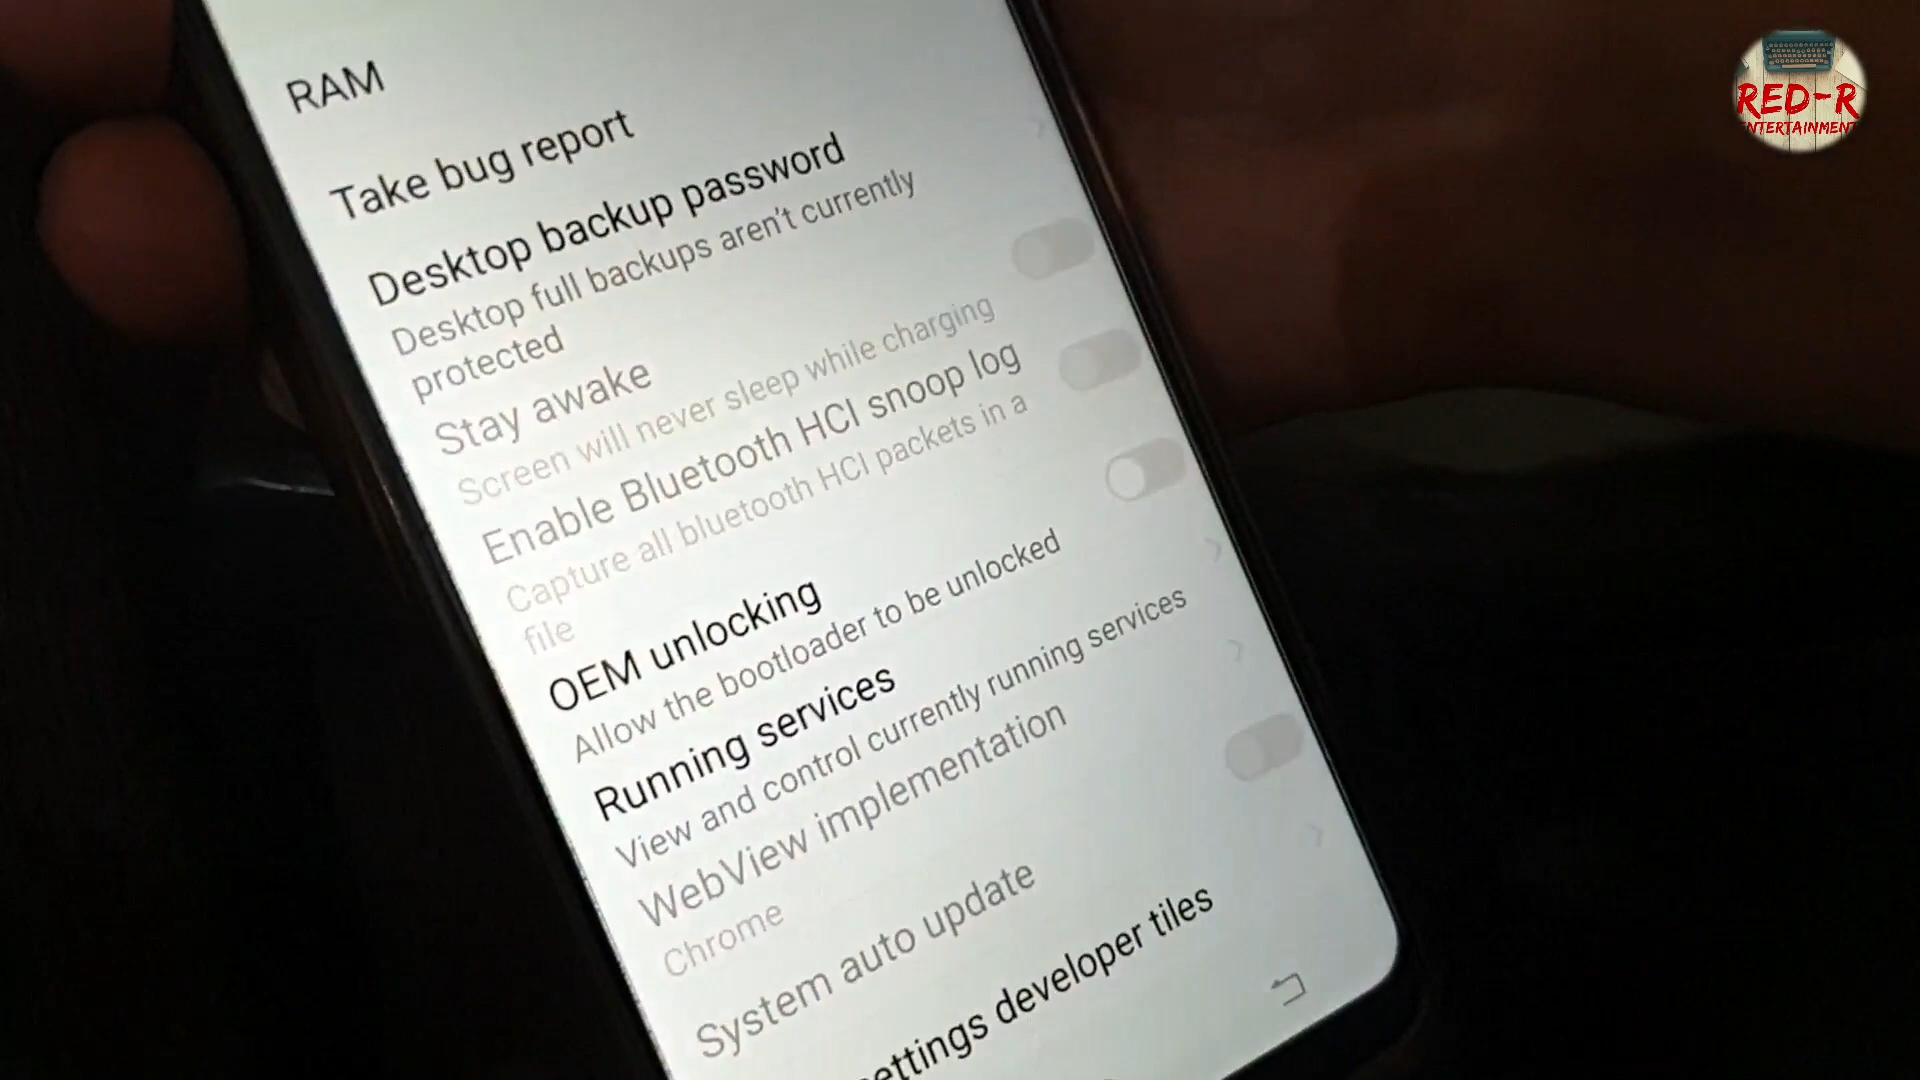 RED-R
ENTERTAINMENT
RAM
Take bug report
Desktop backup password
Desktop full backups aren't currently
protected
Stay awake
Screen will never sleep while charging
Enable Bluetooth HCI snoop log
Capture all bluetooth HCI packets in a
file
OEM unlocking
Allow the bootloader to be unlocked
Running services
View and control currently running services
WebView implementation
Chrome
System auto update
ettings developer tiles